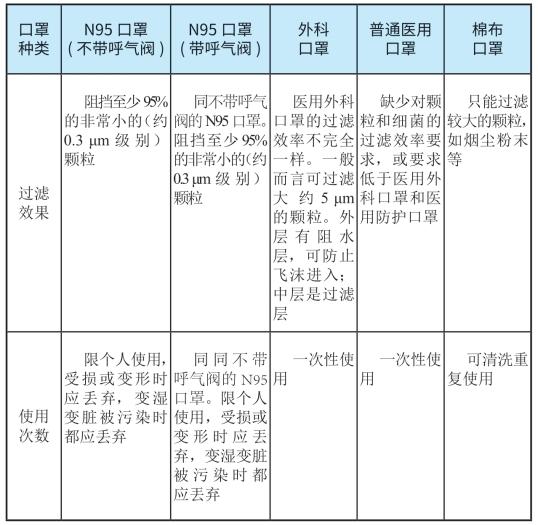 口罩
种类
N95 口罩
(不带呼气阀)
N95 口罩
(带呼气阀)
外科
口罩
普通医用
口罩
棉布
口罩
过滤
效果
阻挡至少 95%
的非常小的(约
0.3 μm 级 别)
颗粒
同不带呼气
阀的 N95 口罩。
阻挡至少 95%
的非常小的(约
0.3 μm 级 别)
颗粒
医用外科
口罩的过滤
效率不完全
一样。一般
而言可过滤
大 约 5 μm
的颗粒。外
层 有 阻 水
层，可防止
飞沫进入；
中层是过滤
层
缺少对颗
粒和细菌的
过滤效率要
求，或要求
低于医用外
科口罩和医
用防护口罩
只能过滤
较大的颗粒，
如烟尘粉末
等
使用
次数
限个人使用，
受损或变形时
应丢弃，变湿
变脏被污染时
都应丢弃
同 同 不 带
呼气阀的 N95
口罩。限个人
使用，受损或
变 形 时 应 丢
弃，变湿变脏
被污染时都
应丢弃
一次性使
用
一次性使
用
可清洗重
复使用